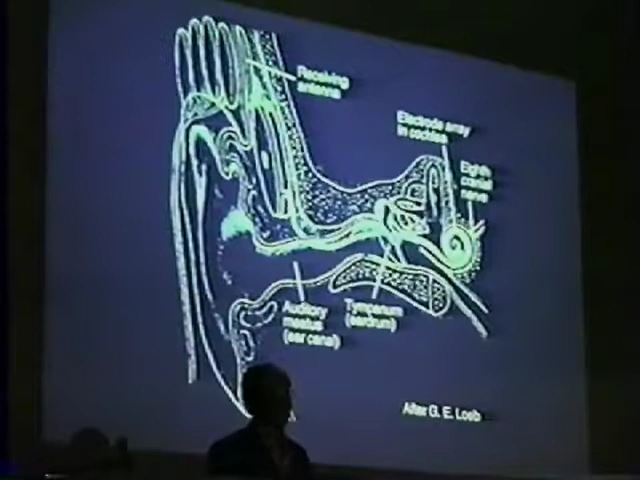 Receiving
antenna
Electrode array
in cochlea
Eighth
cranial
nerve
Auditory
meatus
(ear canal)
Tympanum
(eardrum)
After G. E. Loeb